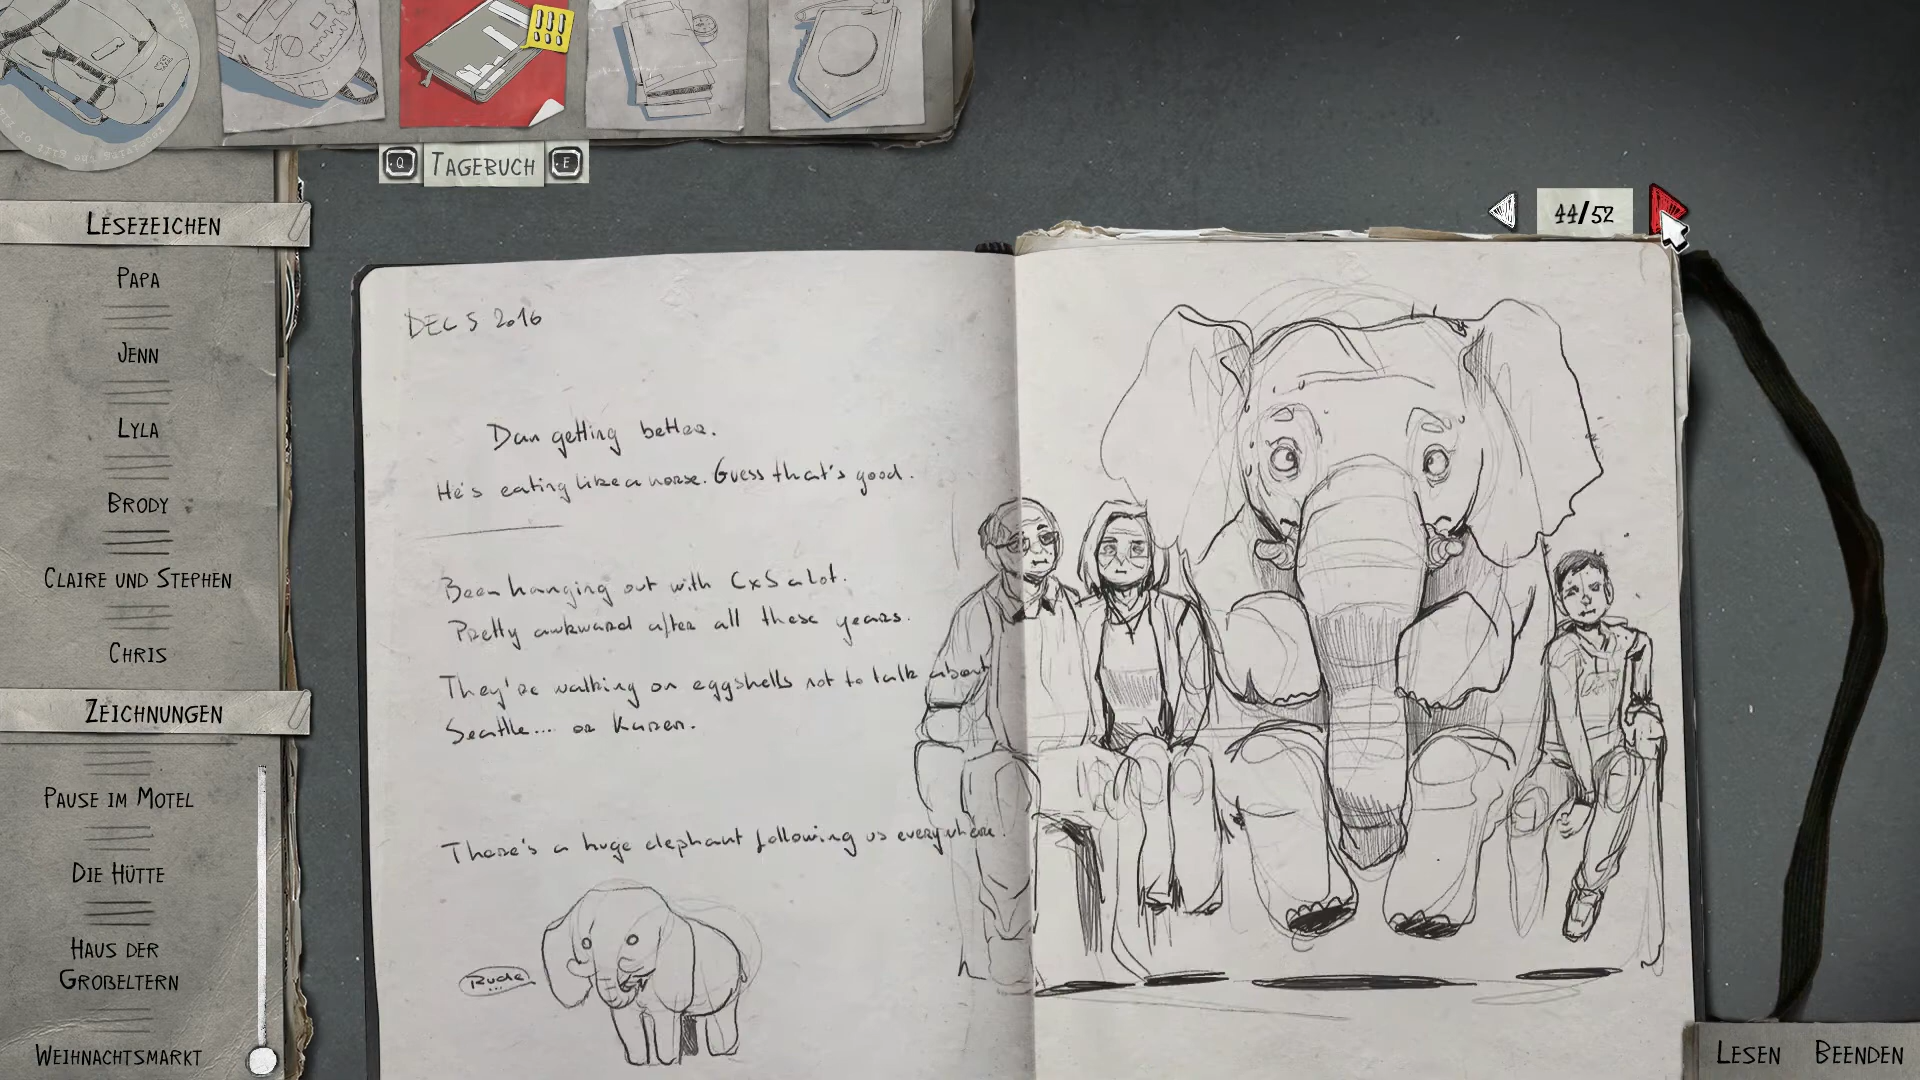 Q TAGEBUCH E
LESEZEICHEN
PAPA
JENN
LYLA
BRODY
CLAIRE UND STEPHEN
CHRIS
ZEICHNUNGEN
PAUSE IM MOTEL
DIE HÜTTE
HAUS DER
GROẞELTERN
WEIHNACHTSMARKT
44/52
DEC 5 2016
Dan getting better.
He's eating like a horse. Guess that's good.
Been hanging out with C&S a lot.
Pretty awkward after all these years.
They're walking on eggshells not to talk about
Seattle... or Karen.
There's a huge elephant following us everywhere.
Rude
...
LESEN BEENDEN